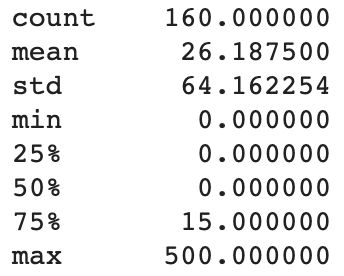 count 160.000000
mean 26.187500
std 64.162254
min 0.000000
25% 0.000000
50% 0.000000
75% 15.000000
max 500.000000